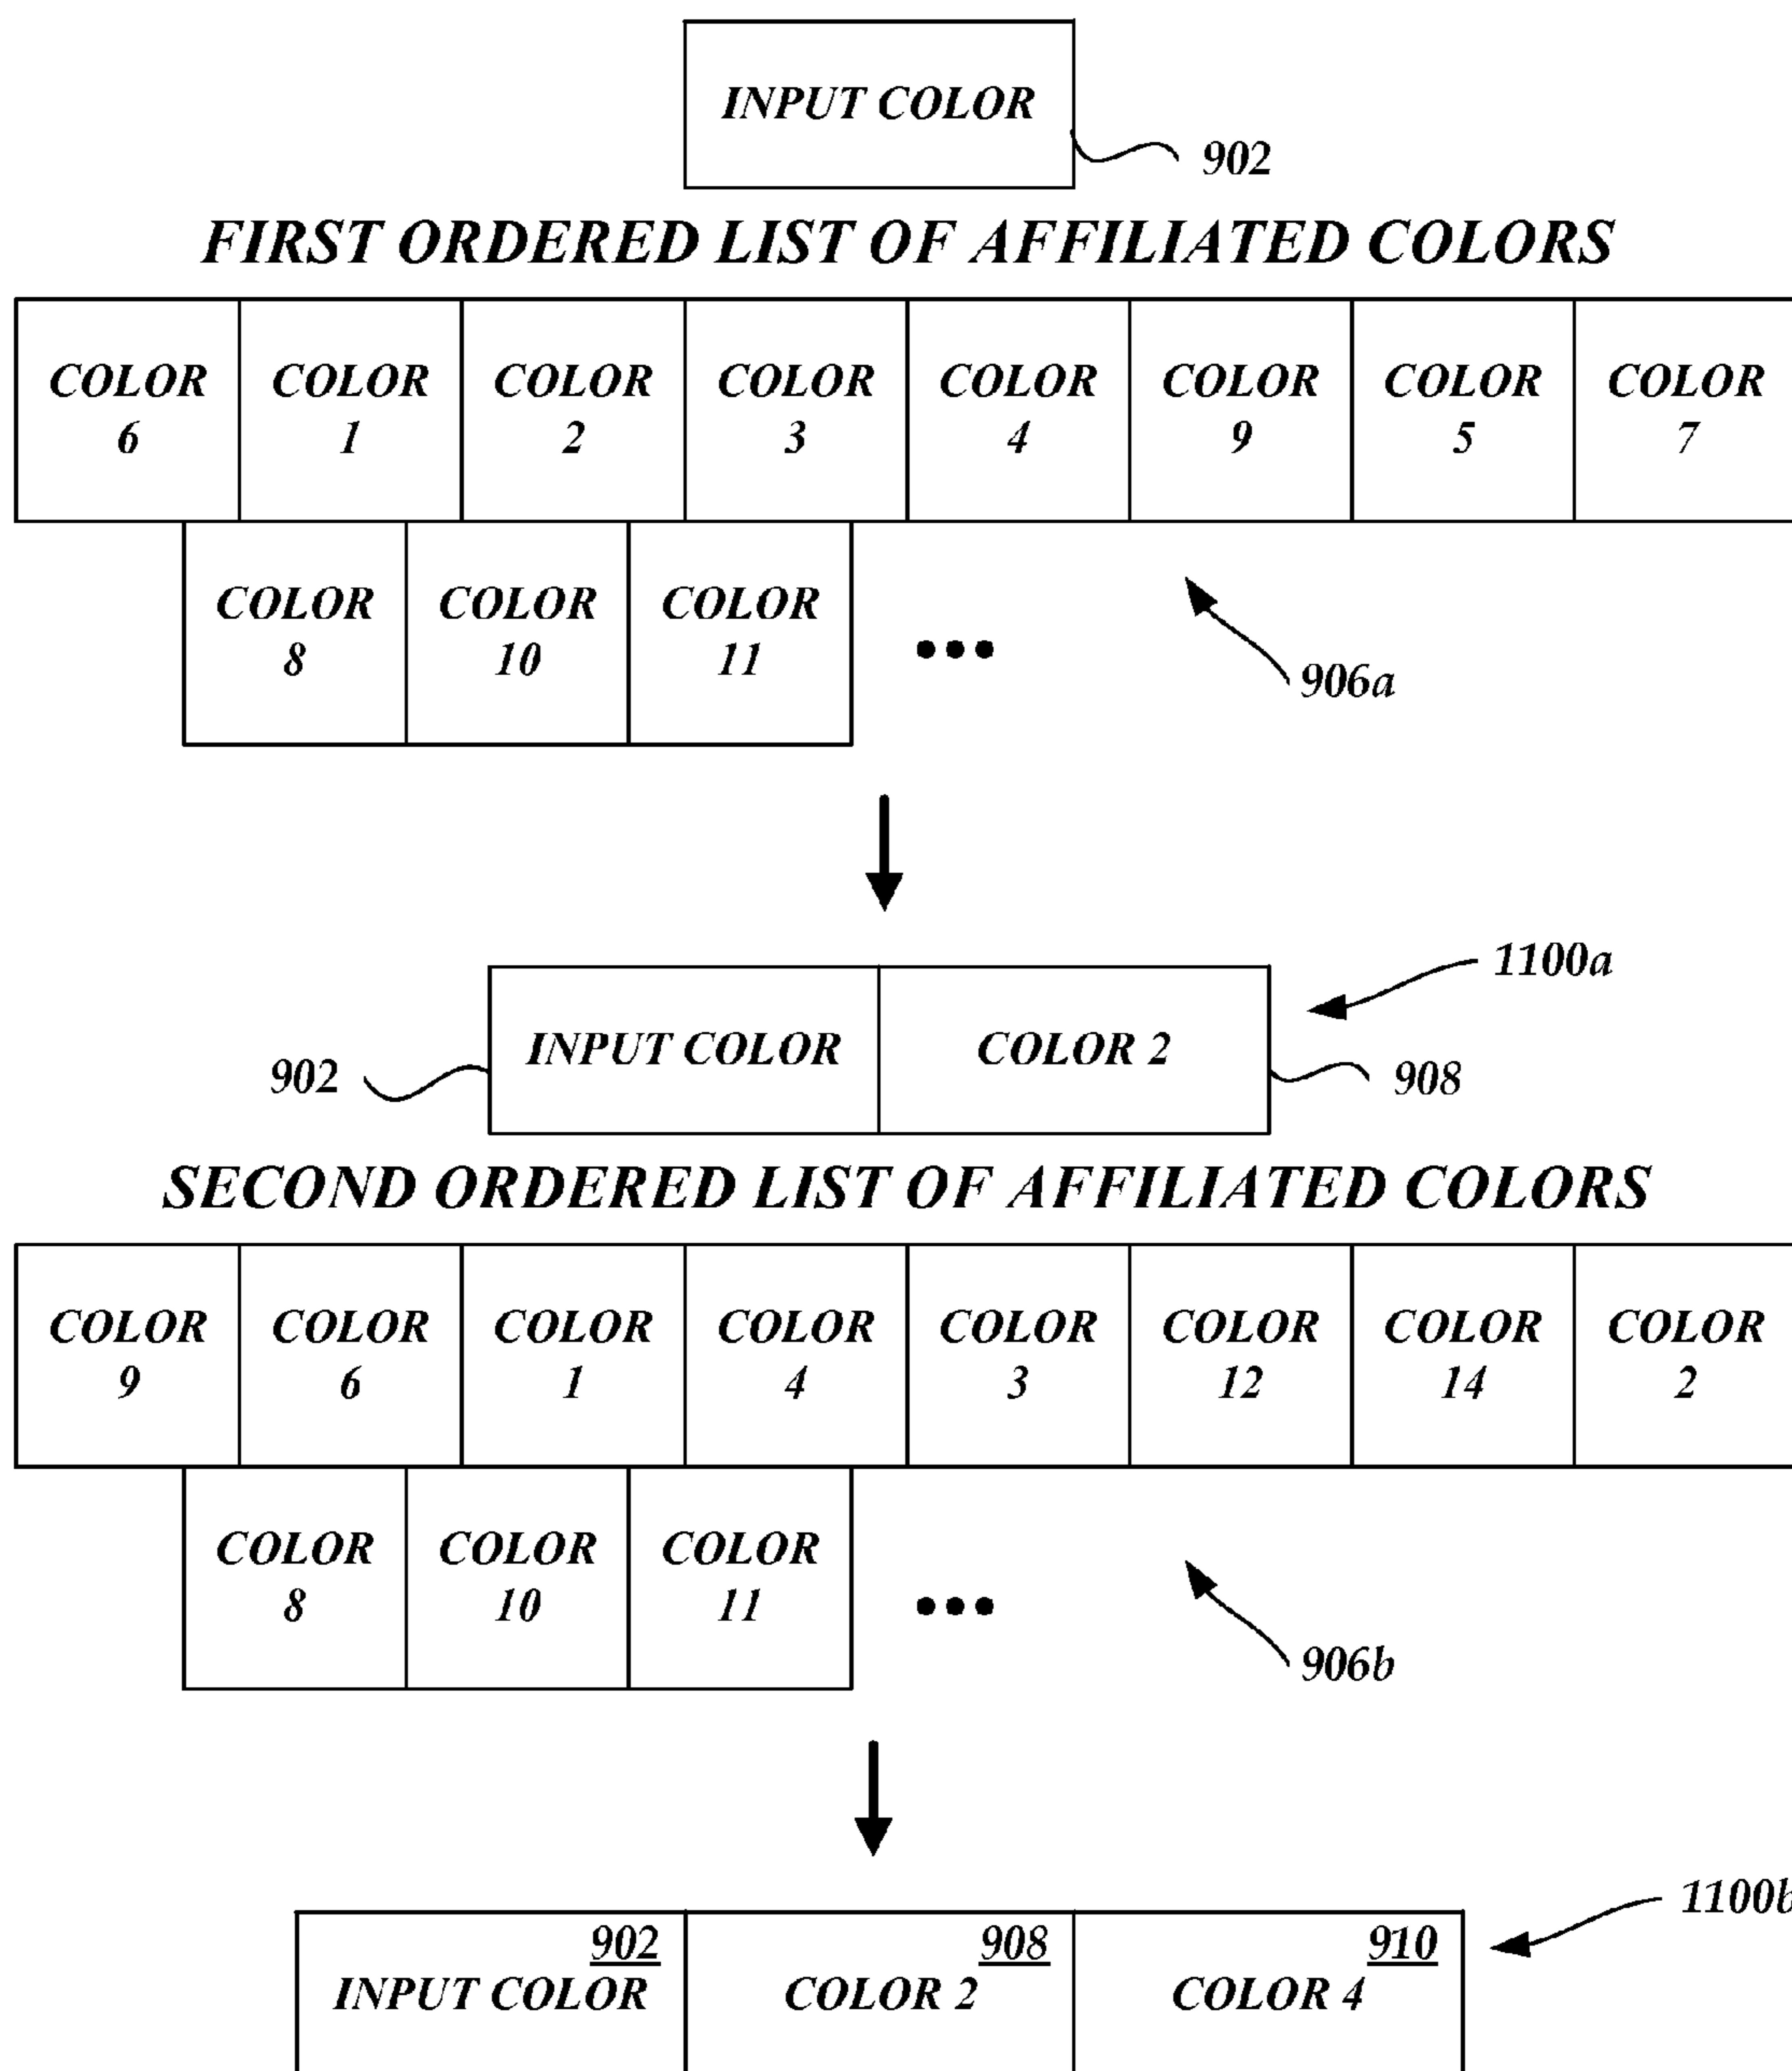 INPUT COLOR
902
FIRST ORDERED LIST OF AFFILIATED COLORS
COLOR COLOR COLOR COLOR COLOR COLOR COLOR COLOR
6 1 2 3 4 9 5 7
COLOR COLOR COLOR
8 10 11 •••
906a
1100a
INPUT COLOR COLOR 2
902 908
SECOND ORDERED LIST OF AFFILIATED COLORS
COLOR COLOR COLOR COLOR COLOR COLOR COLOR COLOR
9 6 1 4 3 12 14 2
COLOR COLOR COLOR
8 10 11 •••
906b
1100b
902 908 910
INPUT COLOR COLOR 2 COLOR 4